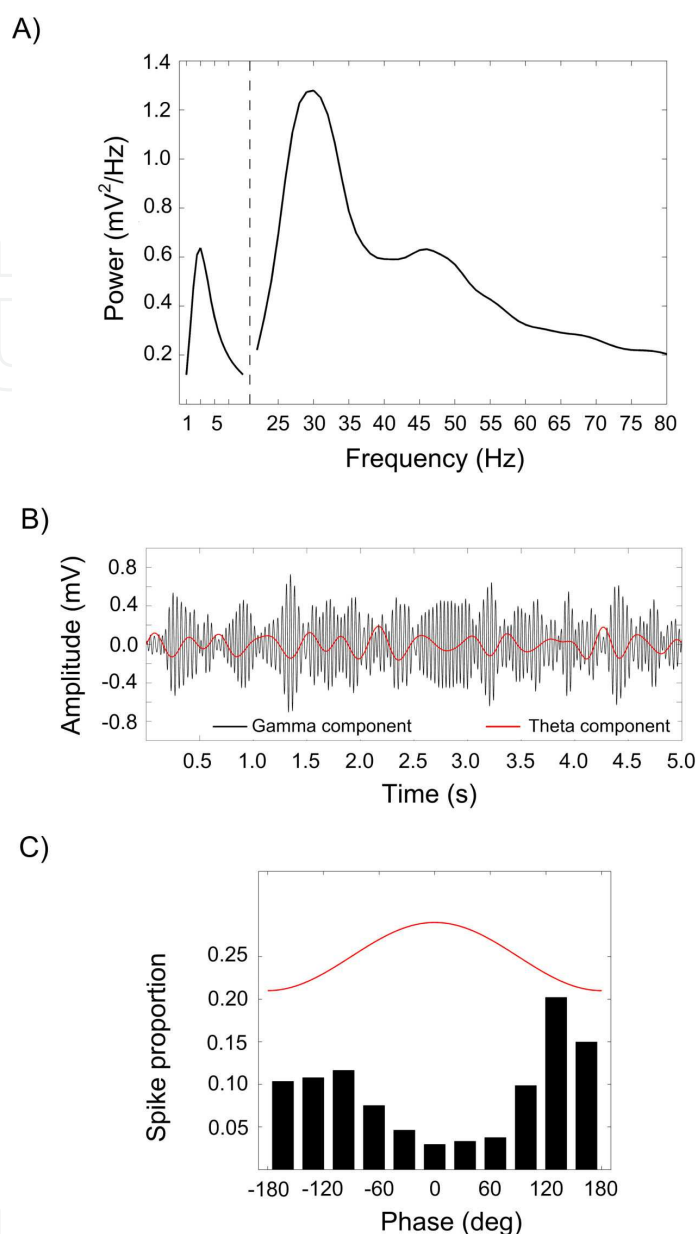 A)
1.4
1.2
1.0
0.8
0.6
0.4
0.2
Power (mV²/Hz)
1 5 25 30 35 40 45 50 55 60 65 70 75 80
Frequency (Hz)
B)
0.8
0.4
0.0
-0.4
-0.8
Amplitude (mV)
Gamma component Theta component
0.5 1.0 1.5 2.0 2.5 3.0 3.5 4.0 4.5 5.0
Time (s)
C)
0.25
0.20
0.15
0.10
0.05
Spike proportion
-180 -120 -60 0 60 120 180
Phase (deg)